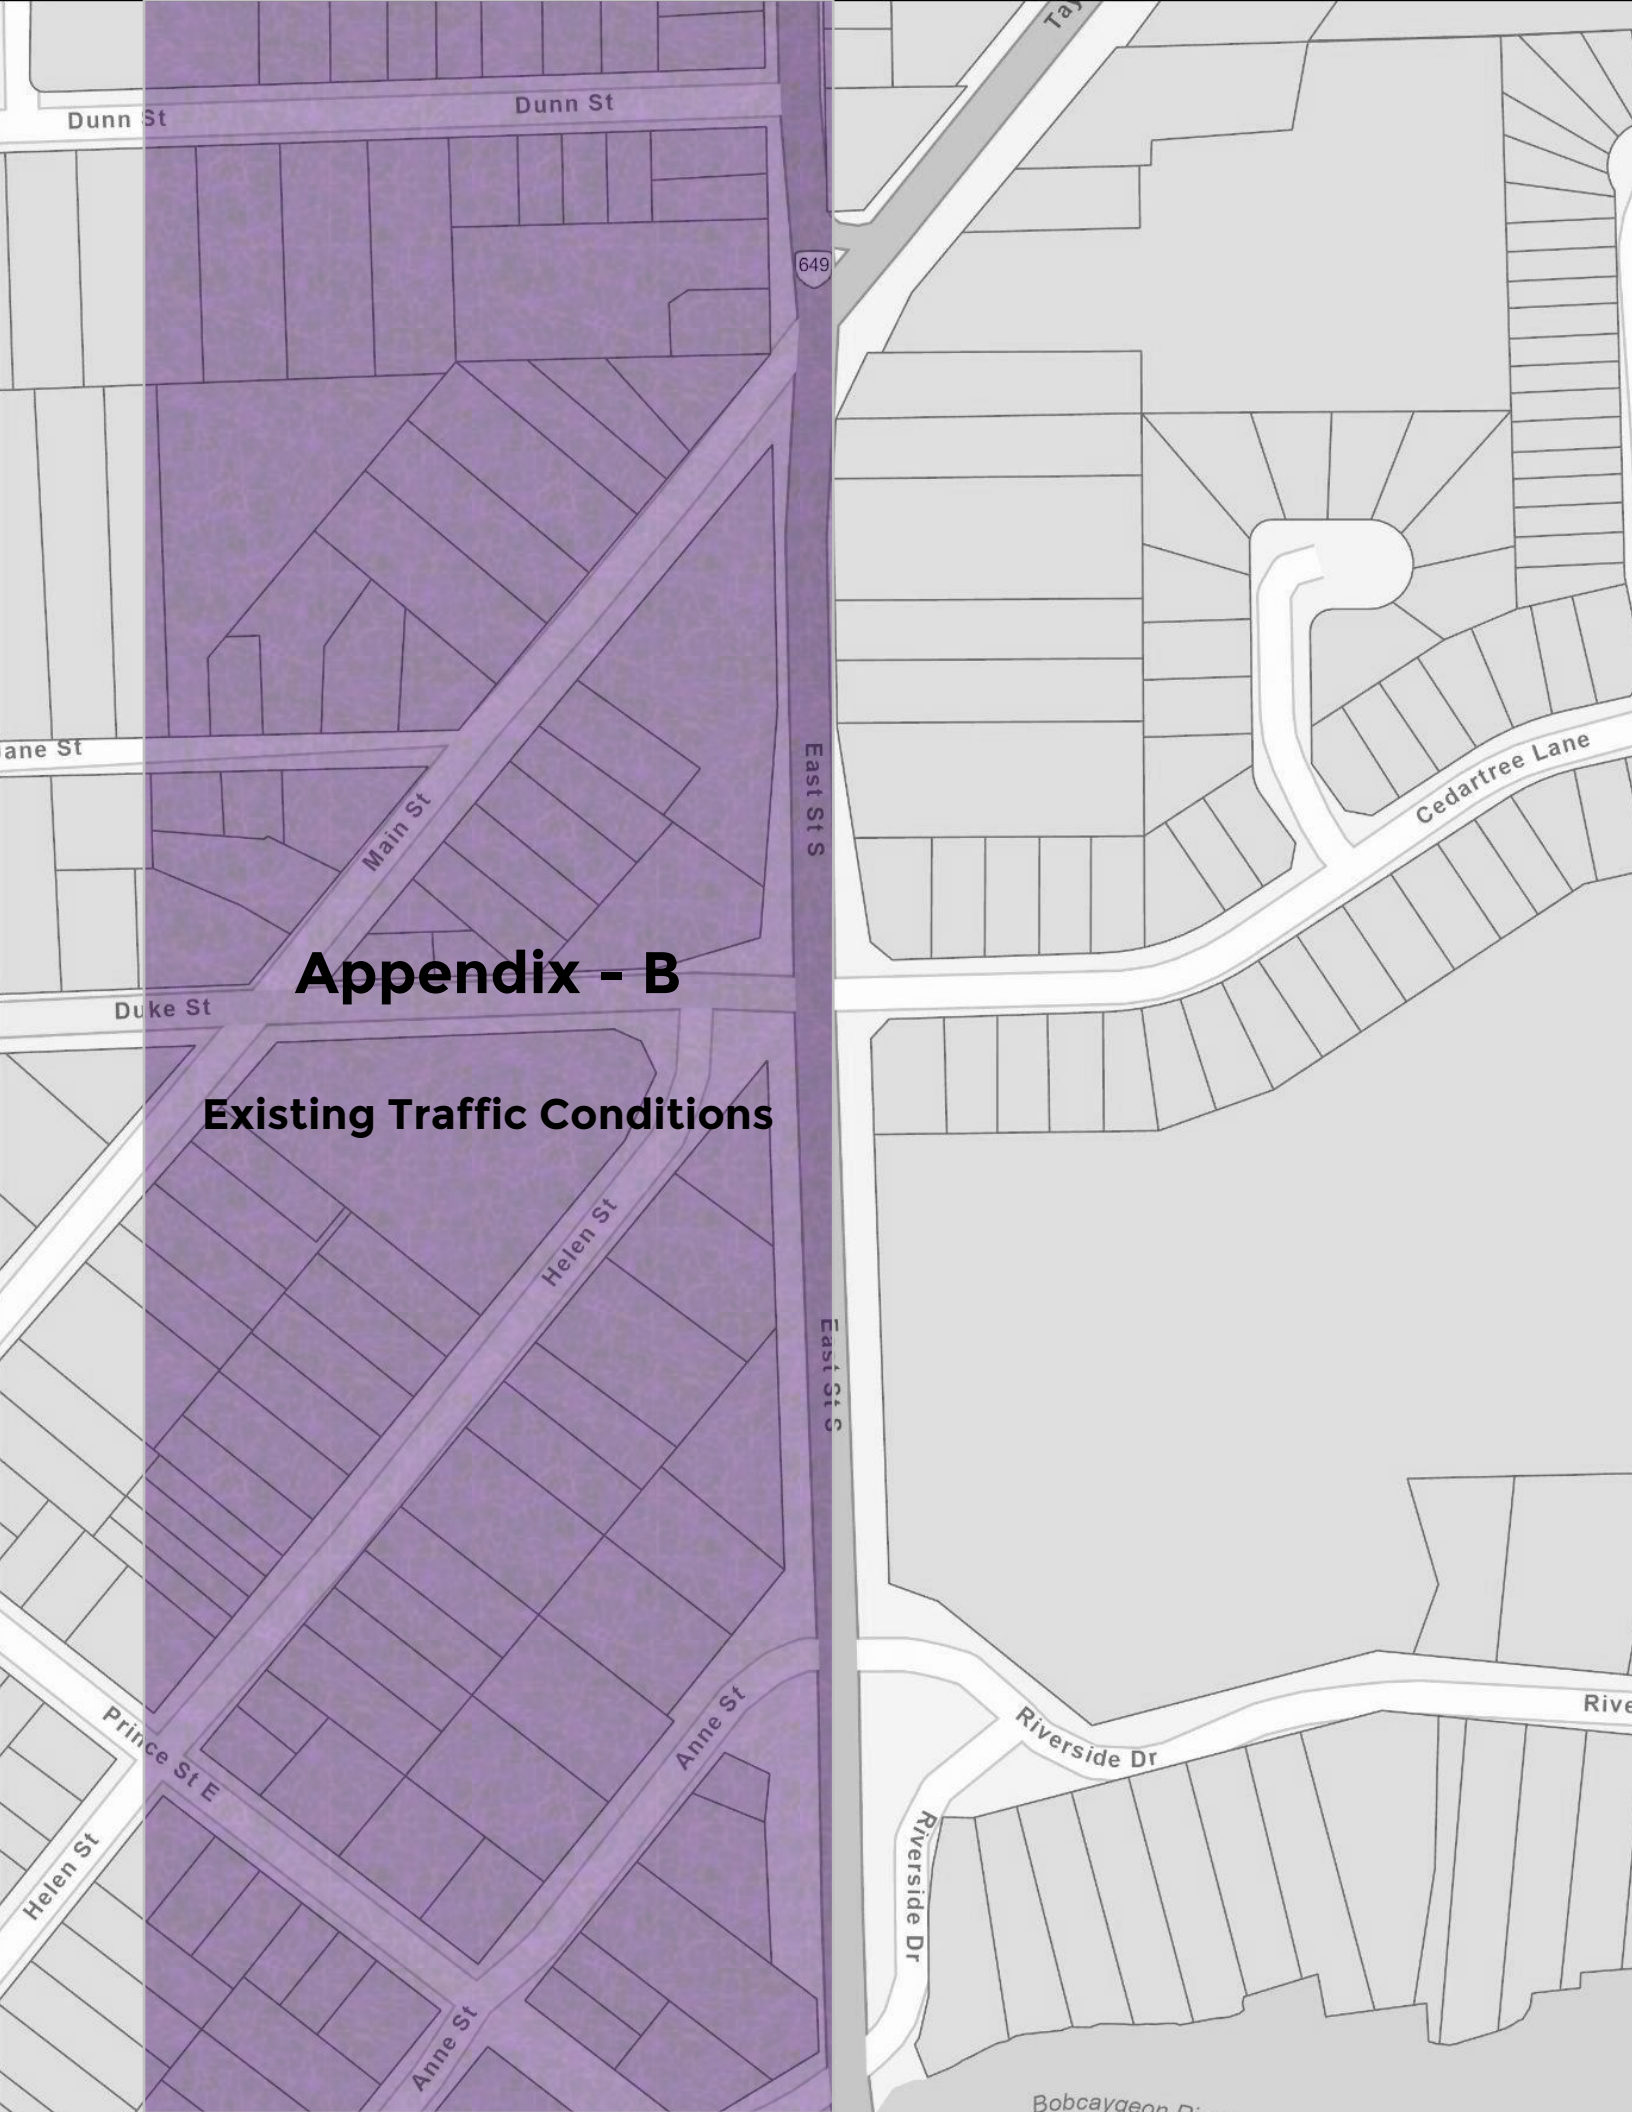 Dunn St
Dunn St
649
Jane St
Main St
East St S
Cedartree Lane
Appendix - B
Duke St
Existing Traffic Conditions
Helen St
East St S
Prince St E
Anne St
Riverside Dr
Riverside Dr
Helen St
Anne St
Bobcaygeon